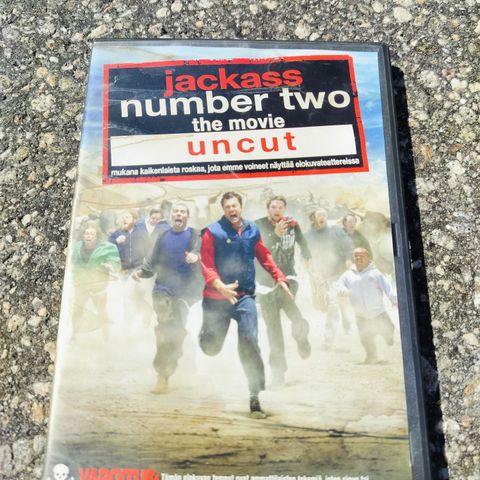 jackass
number two
the movie
uncut
mukana kaikenlaista roskaa, jota emme voineet näyttää elokuvateattereissa
VAROITUS: